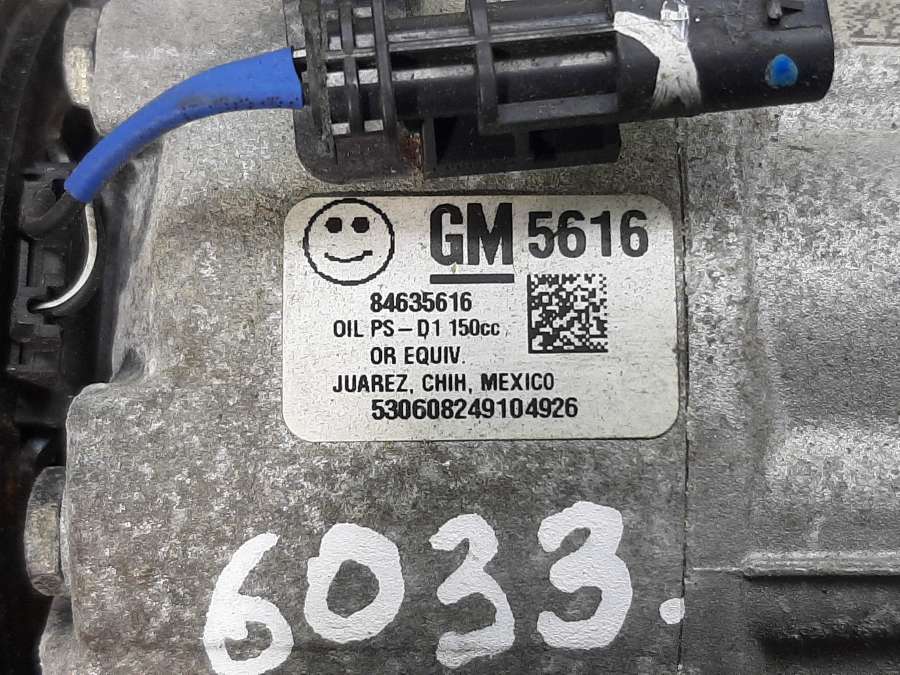 GM 5616
84635616
OIL PS-D1 150cc
OR EQUIV.
JUAREZ, CHIH, MEXICO
530608249104926
6033.